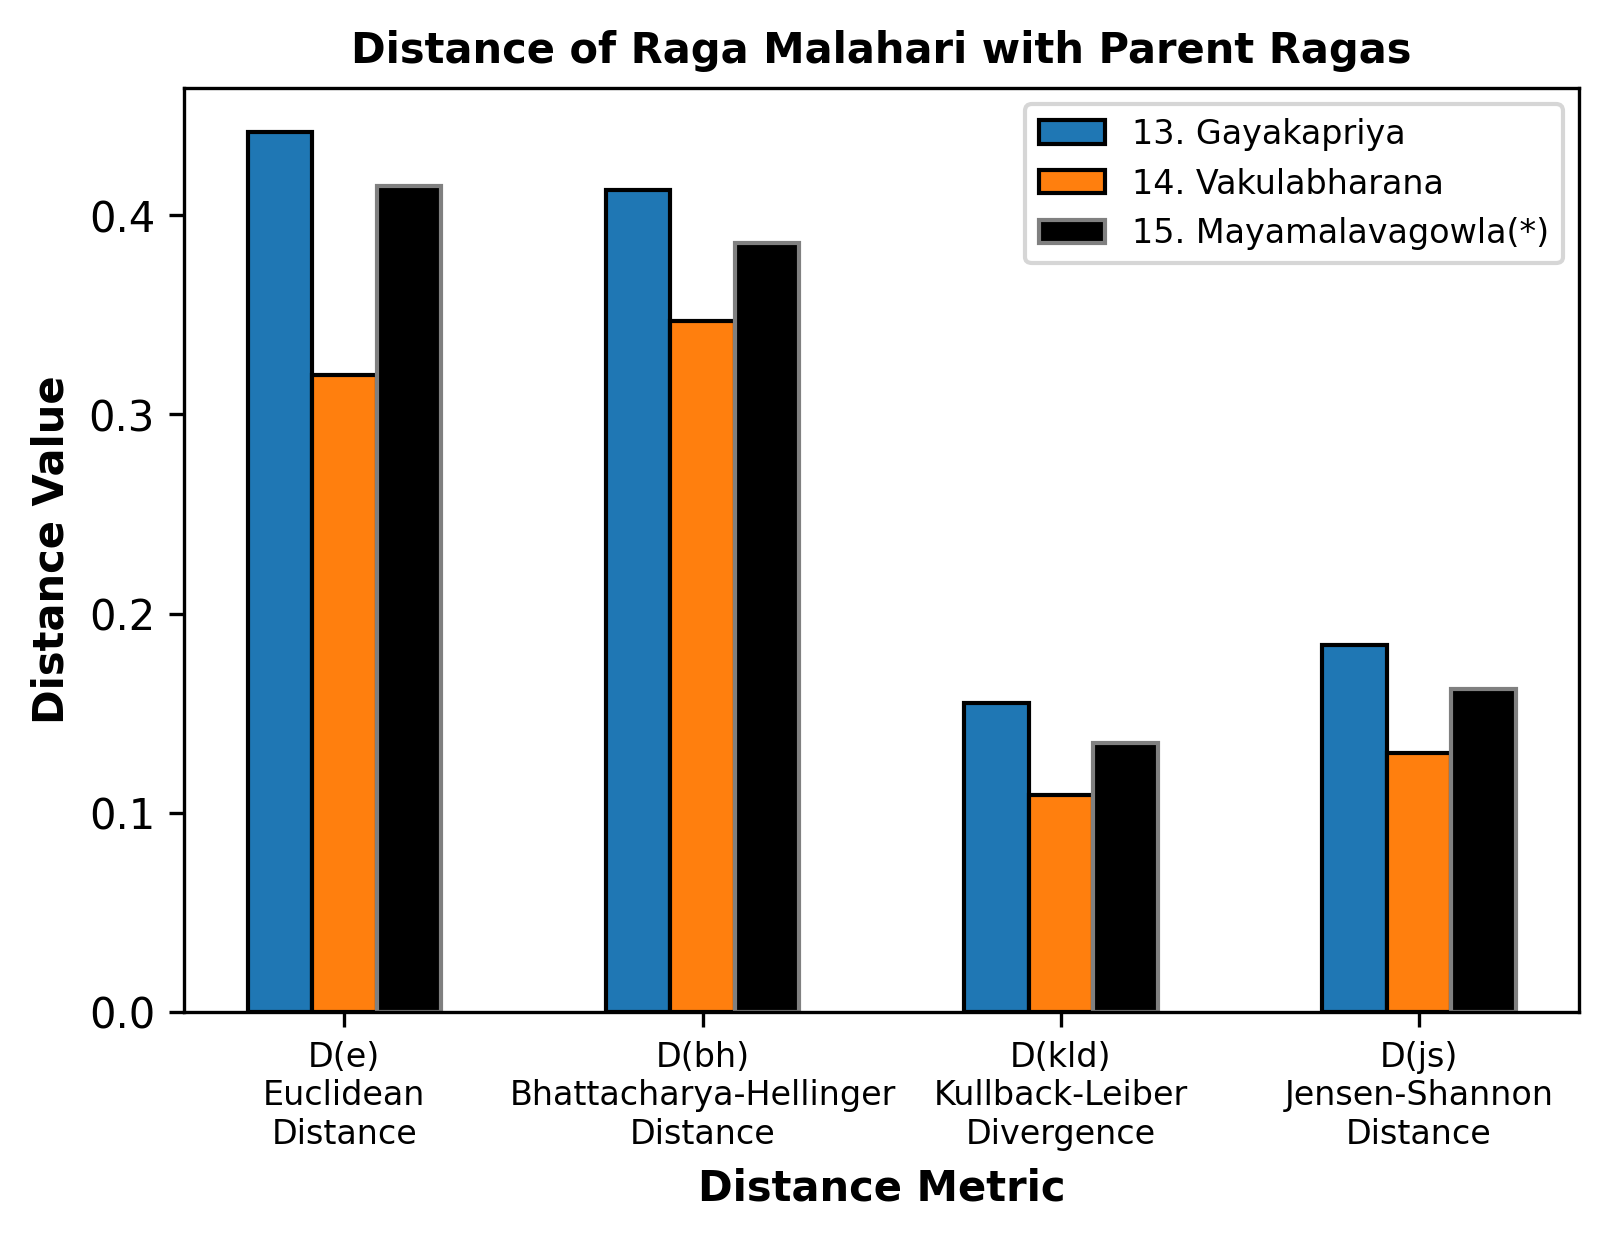 Distance of Raga Malahari with Parent Ragas
13. Gayakapriya
14. Vakulabharana
15. Mayamalavagowla(*)
Distance Value
0.4
0.3
0.2
0.1
0.0
D(e)
Euclidean
Distance
D(bh)
Bhattacharya-Hellinger
Distance
D(kld)
Kullback-Leiber
Divergence
D(js)
Jensen-Shannon
Distance
Distance Metric